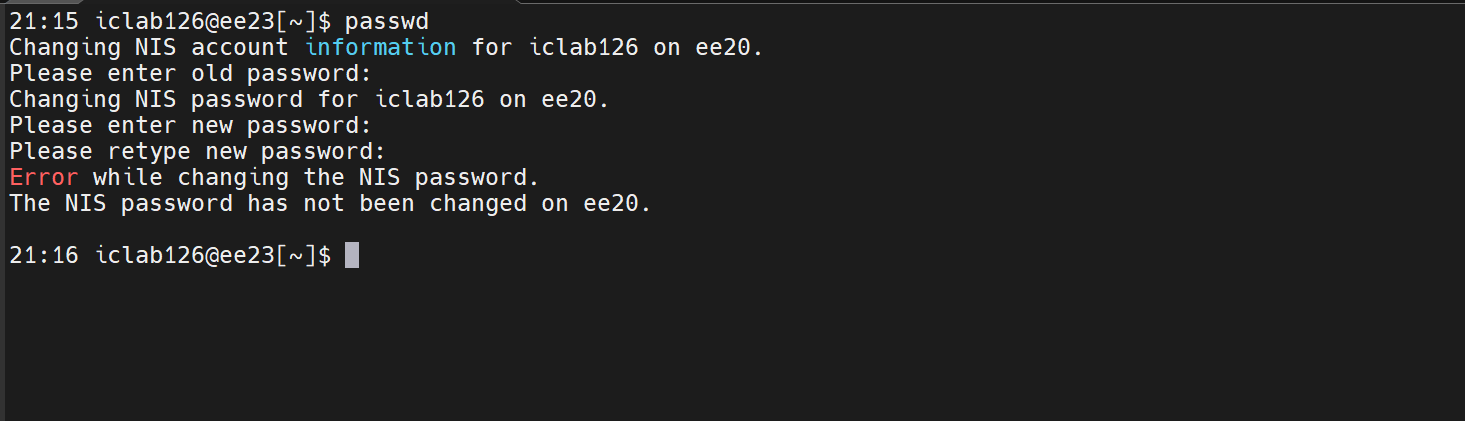 21:15 iclab126@ee23[~]$ passwd
Changing NIS account information for iclab126 on ee20.
Please enter old password:
Changing NIS password for iclab126 on ee20.
Please enter new password:
Please retype new password:
Error while changing the NIS password.
The NIS password has not been changed on ee20.
21:16 iclab126@ee23[~]$